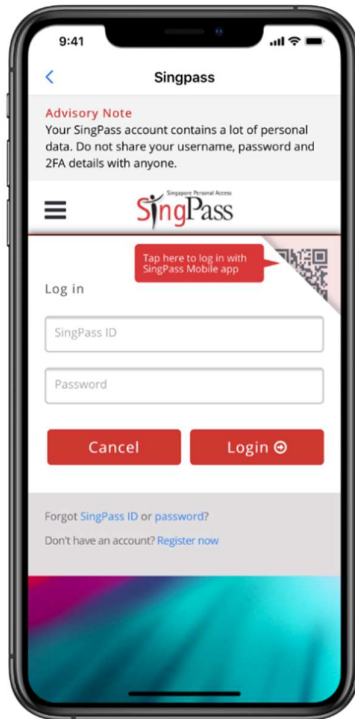 9:41
Singpass
Advisory Note
Your SingPass account contains a lot of personal
data. Do not share your username, password and
2FA details with anyone.
Singapore Personal Access
SingPass
Tap here to log in with
SingPass Mobile app
Log in
SingPass ID
Password
Cancel
Login
Forgot SingPass ID or password?
Don't have an account? Register now